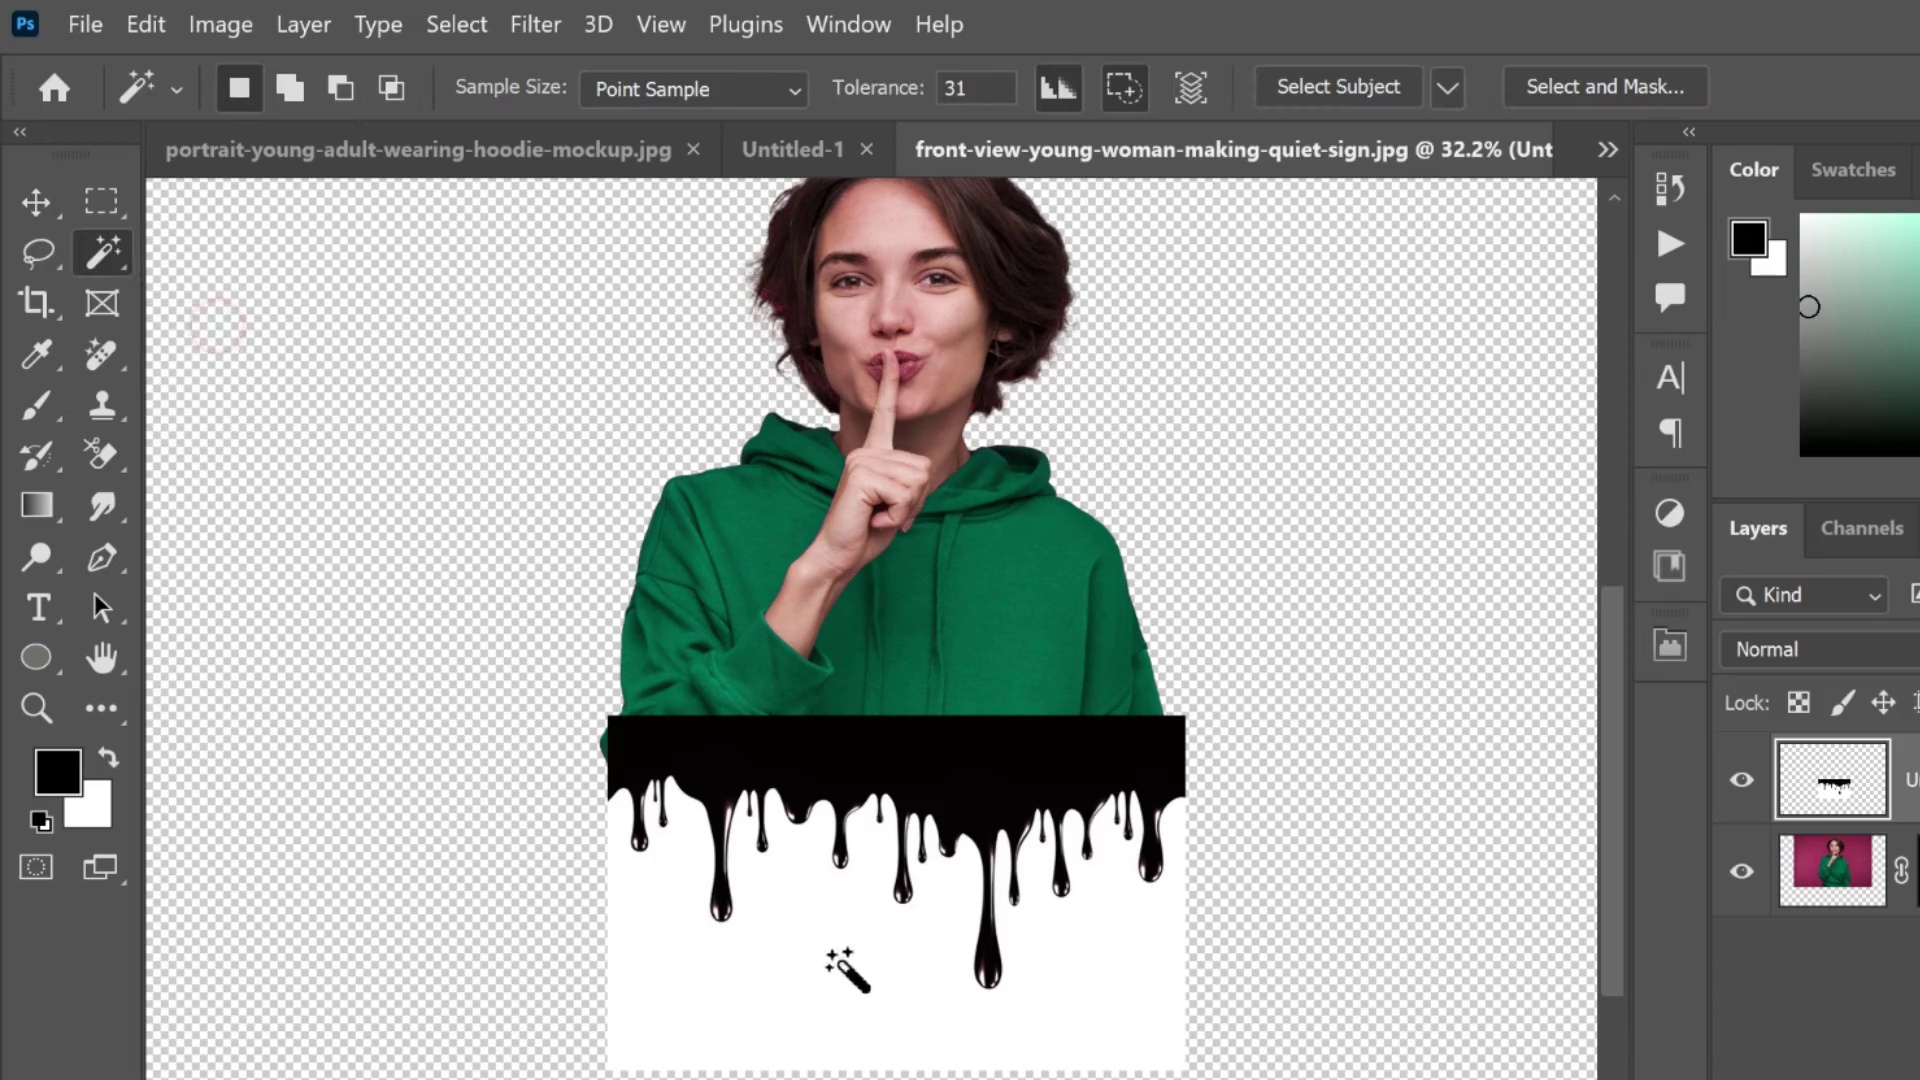 Ps File Edit Image Layer Type Select Filter 3D View Plugins Window Help
Sample Size: Point Sample Tolerance: 31 Select Subject Select and Mask...
portrait-young-adult-wearing-hoodie-mockup.jpg × Untitled-1 × front-view-young-woman-making-quiet-sign.jpg @ 32.2% (Unt
Color Swatches
Layers Channels
Kind
Normal
Lock:
U